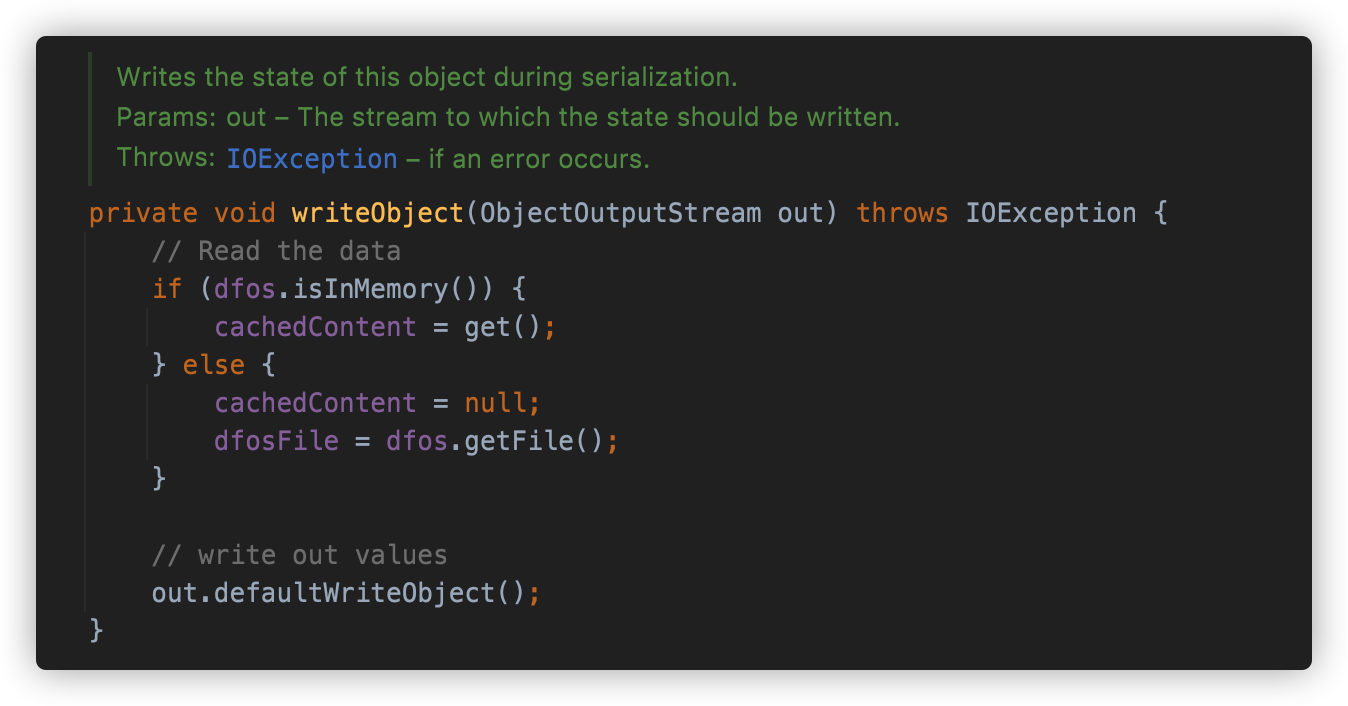 Writes the state of this object during serialization.
Params: out – The stream to which the state should be written.
Throws: IOException – if an error occurs.
private void writeObject(ObjectOutputStream out) throws IOException {
    // Read the data
    if (dfos.isInMemory()) {
        cachedContent = get();
    } else {
        cachedContent = null;
        dfosFile = dfos.getFile();
    }

    // write out values
    out.defaultWriteObject();
}